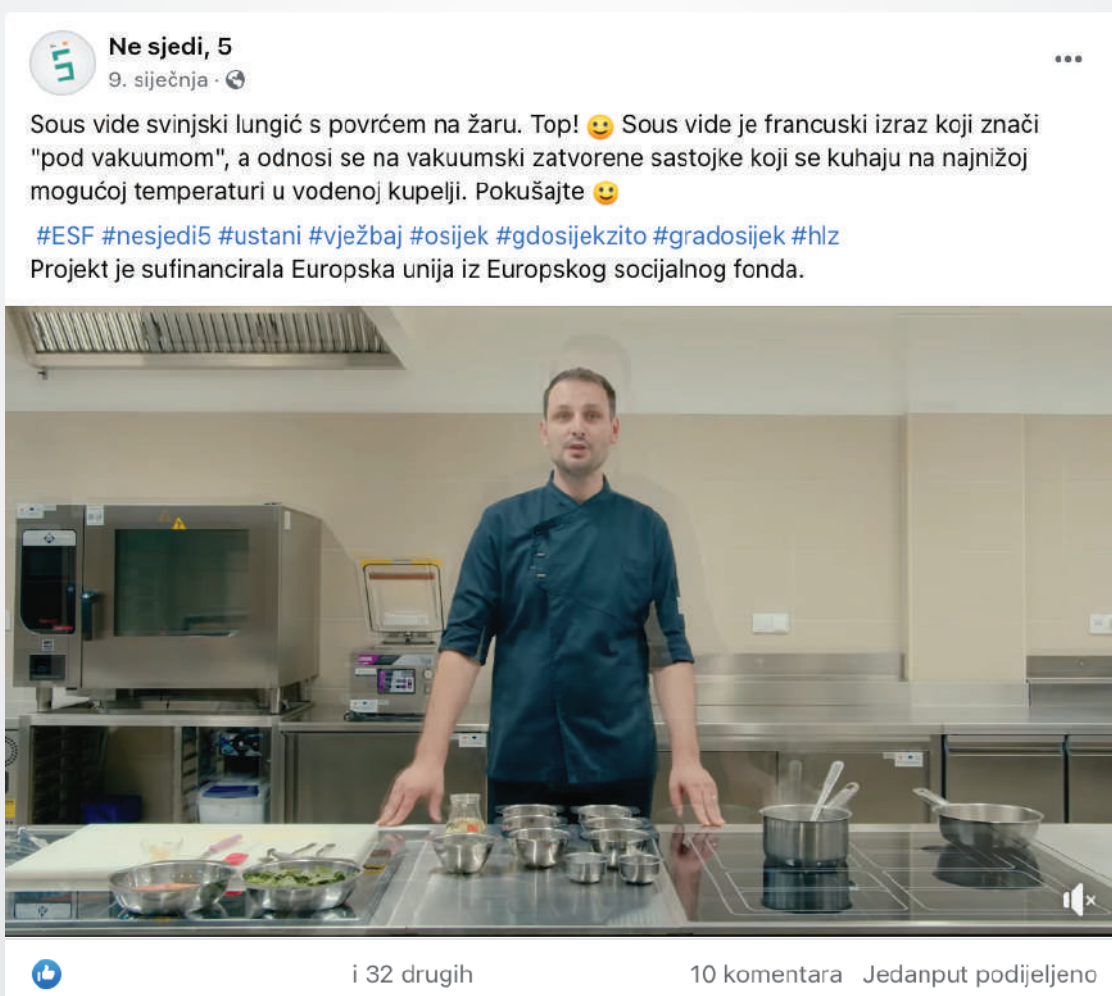 Ne sjedi, 5
9. siječnja ·
Sous vide svinjski lungić s povrćem na žaru. Top! 🙂 Sous vide je francuski izraz koji znači
"pod vakuumom", a odnosi se na vakuumski zatvorene sastojke koji se kuhaju na najnižoj
mogućoj temperaturi u vodenoj kupelji. Pokušajte 🙂
#ESF #nesjedi5 #ustani #vježbaj #osijek #gdosijekzito #gradosijek #hlz
Projekt je sufinancirala Europska unija iz Europskog socijalnog fonda.
i 32 drugih
10 komentara Jedanput podijeljeno